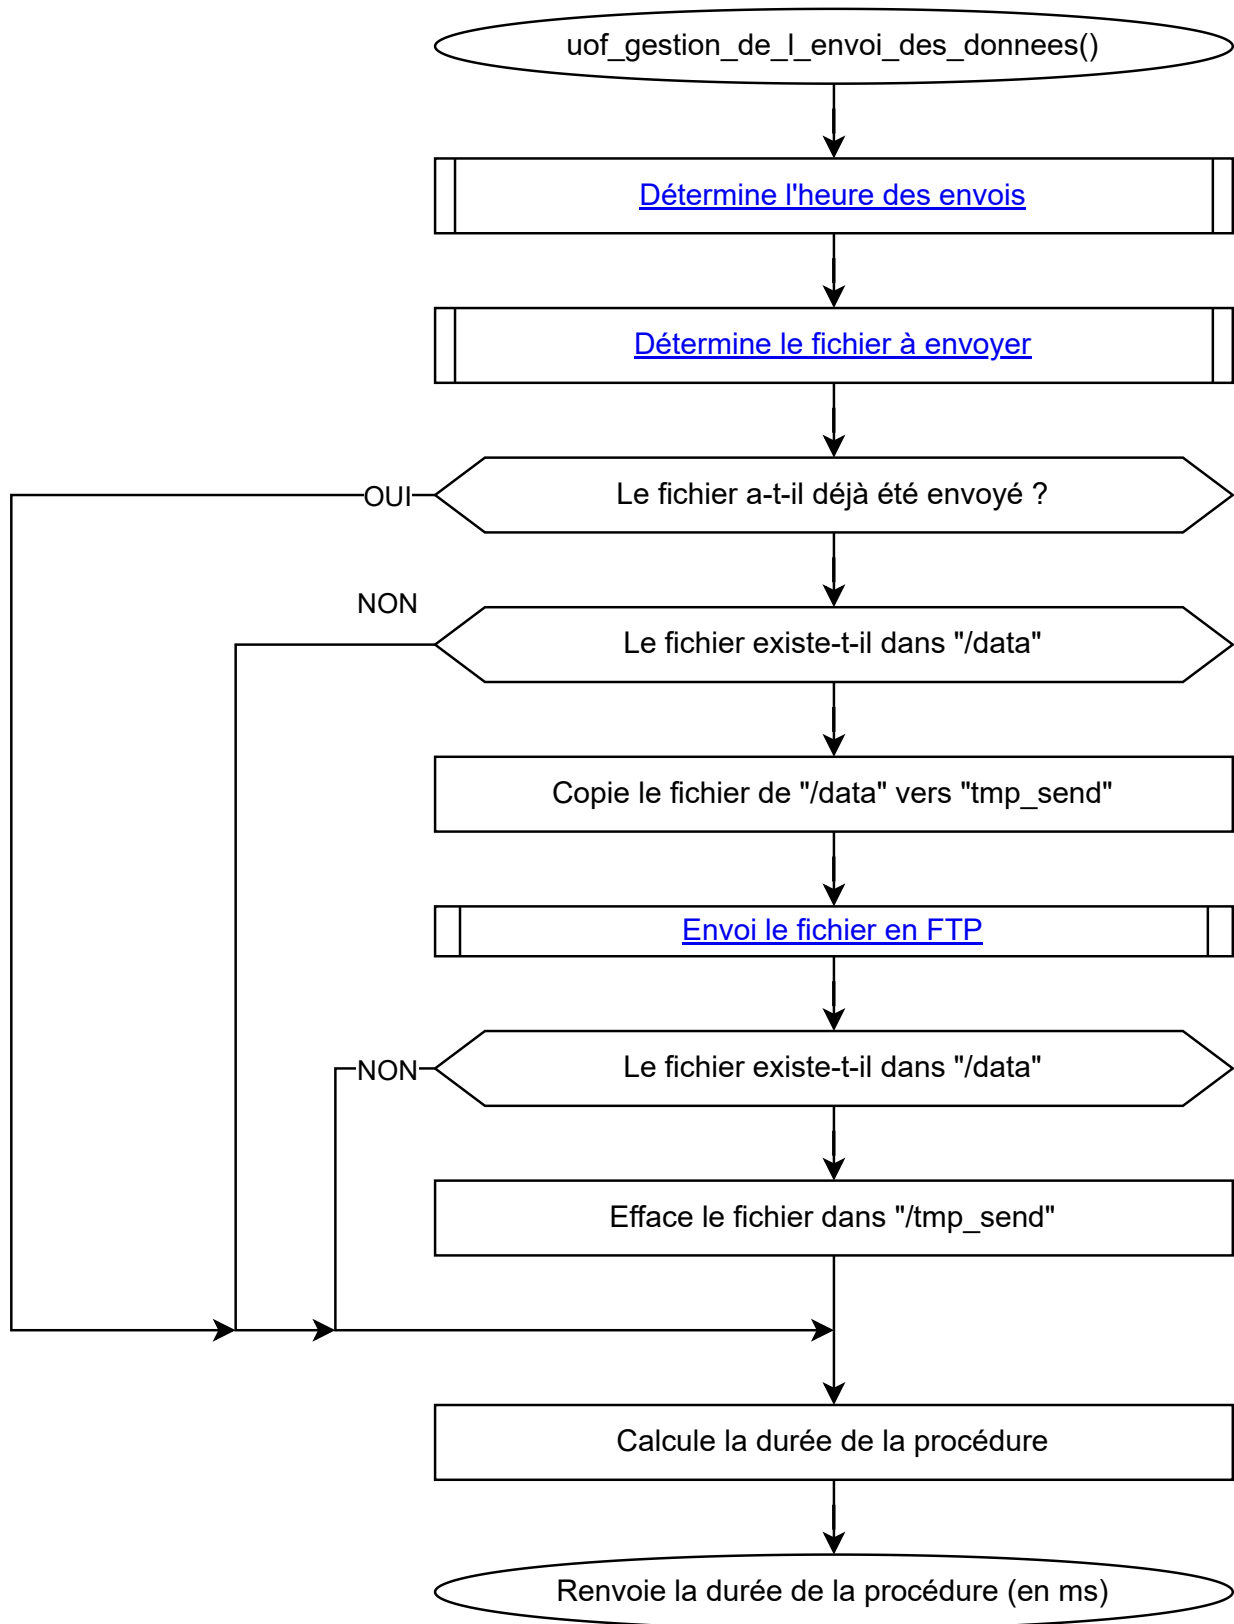 uof_gestion_de_l_envoi_des_donnees()
Détermine l'heure des envois
Détermine le fichier à envoyer
OUI
Le fichier a-t-il déjà été envoyé ?
NON
Le fichier existe-t-il dans "/data"
Copie le fichier de "/data" vers "tmp_send"
Envoi le fichier en FTP
NON
Le fichier existe-t-il dans "/data"
Efface le fichier dans "/tmp_send"
Calcule la durée de la procédure
Renvoie la durée de la procédure (en ms)